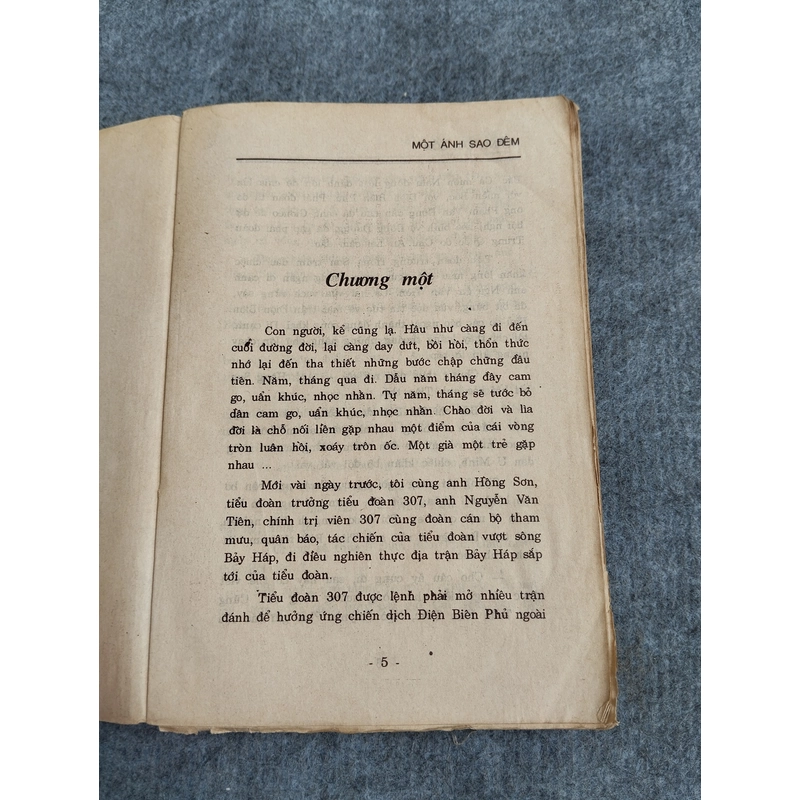 MỘT ÁNH SAO ĐÊM
Chương một
Con người, kể cũng lạ. Hầu như càng đi đến
cuối đường đời, lại càng day dứt, bồi hồi, thổn thức
nhớ lại đến tha thiết những bước chập chững đầu
tiên. Năm, tháng qua đi. Dẫu năm tháng đầy cam
go, uẩn khúc, nhọc nhằn. Tự năm, tháng sẽ tước bỏ
dần cam go, uẩn khúc, nhọc nhằn. Chào đời và lìa
đời là chỗ nối liền gặp nhau một điểm của cái vòng
tròn luân hồi, xoáy trôn ốc. Một già một trẻ gặp
nhau ...
Mới vài ngày trước, tôi cùng anh Hồng Sơn,
tiểu đoàn trưởng tiểu đoàn 307, anh Nguyễn Văn
Tiên, chính trị viên 307 cùng đoàn cán bộ tham
mưu, quân báo, tác chiến của tiểu đoàn vượt sông
Bảy Háp, đi điều nghiên thực địa trận Bảy Háp sắp
tới của tiểu đoàn.
Tiểu đoàn 307 được lệnh phải mở nhiều trận
đánh để hưởng ứng chiến dịch Điện Biên Phủ ngoài
- 5 -